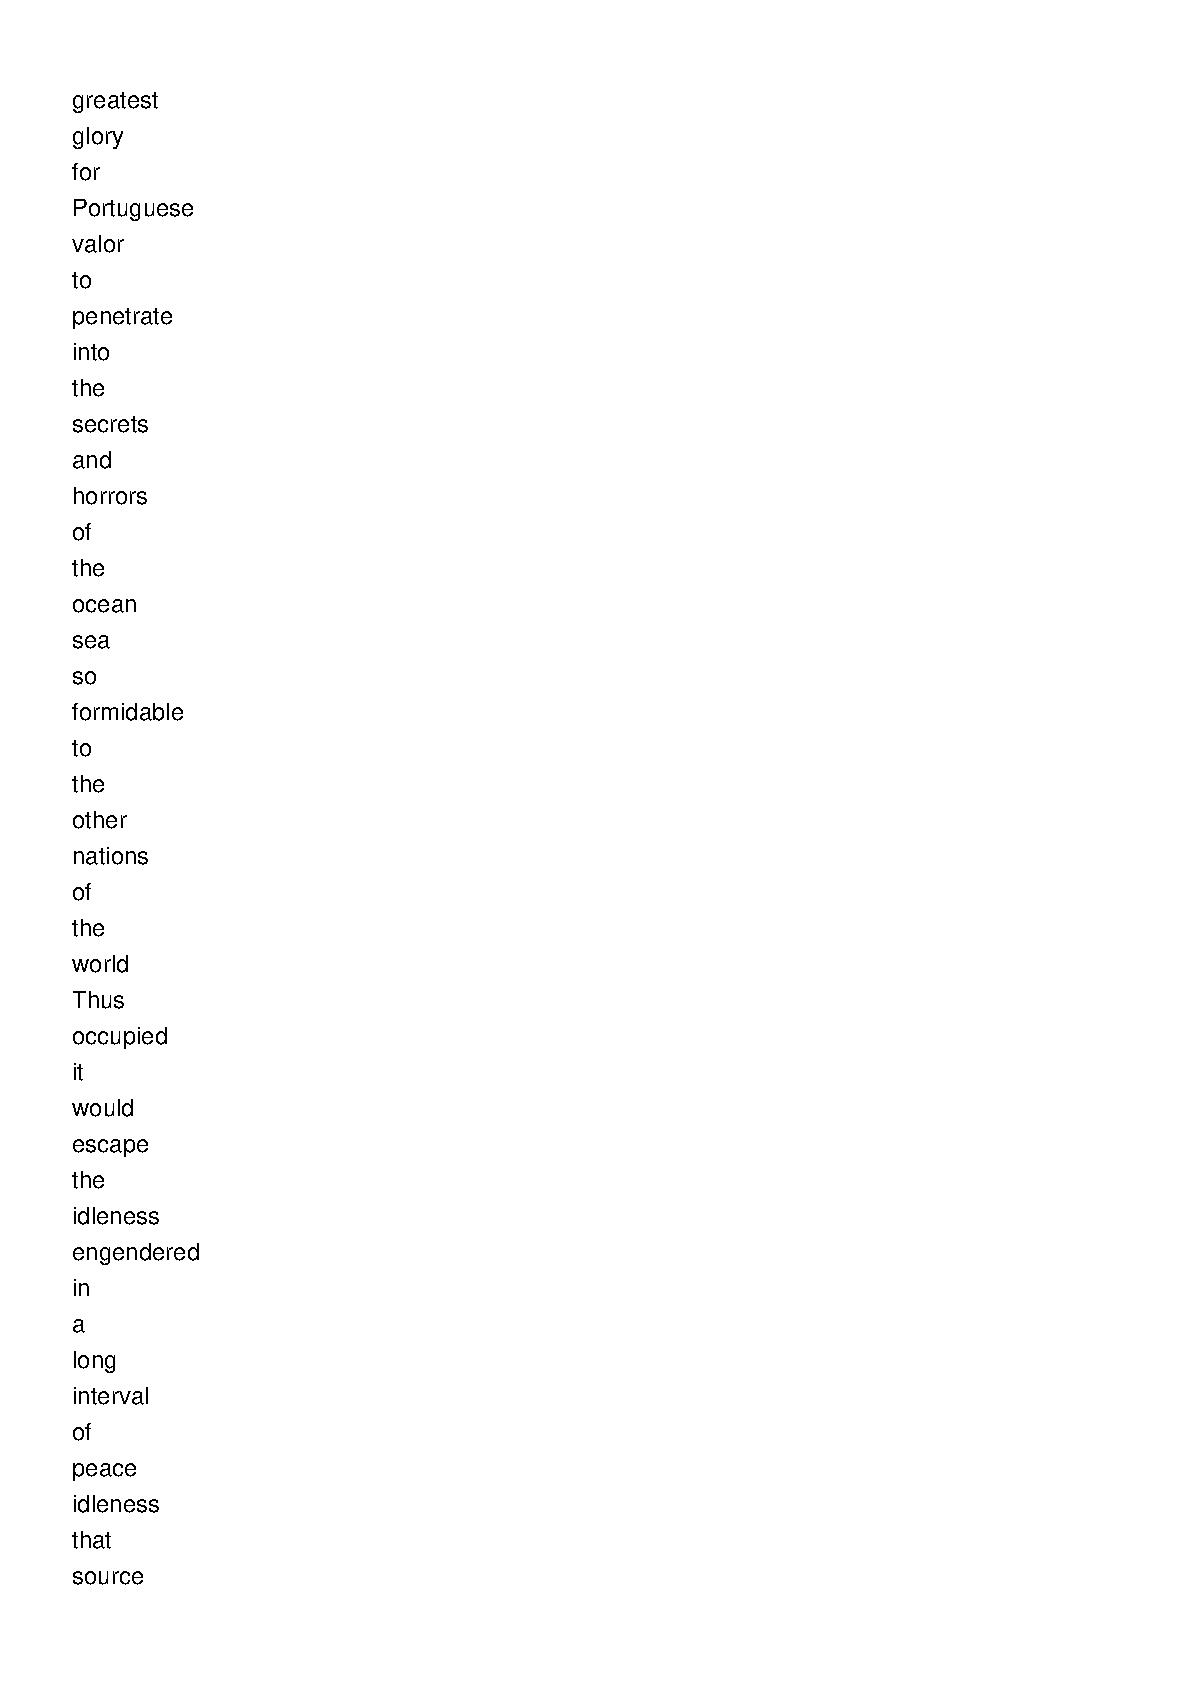 greatest
glory
for
Portuguese
valor
to
penetrate
into
the
secrets
and
horrors
of
the
ocean
sea
so
formidable
to
the
other
nations
of
the
world
Thus
occupied
it
would
escape
the
idleness
engendered
in
a
long
interval
of
peace
idleness
that
source